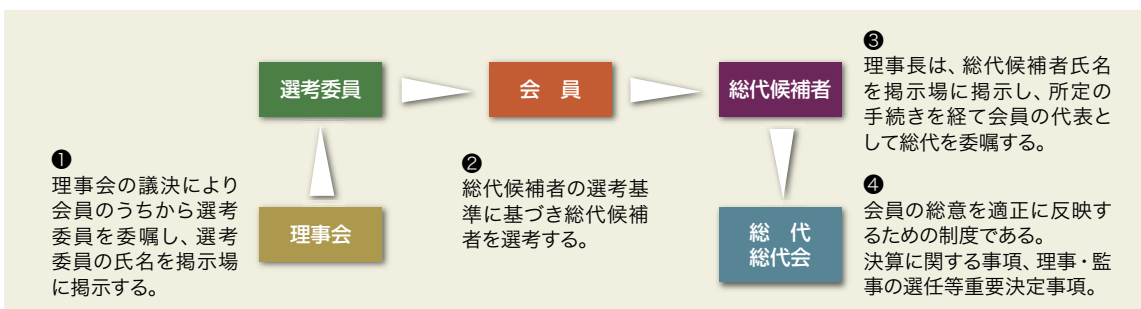 ❶
理事会の議決により
会員のうちから選考
委員を委嘱し、選考
委員の氏名を掲示場
に掲示する。
選考委員
理事会
会　員
❷
総代候補者の選考基
準に基づき総代候補
者を選考する。
総代候補者
総　代
総代会
❸
理事長は、総代候補者氏名
を掲示場に掲示し、所定の
手続きを経て会員の代表と
して総代を委嘱する。
❹
会員の総意を適正に反映す
るための制度である。
決算に関する事項、理事・監
事の選任等重要決定事項。